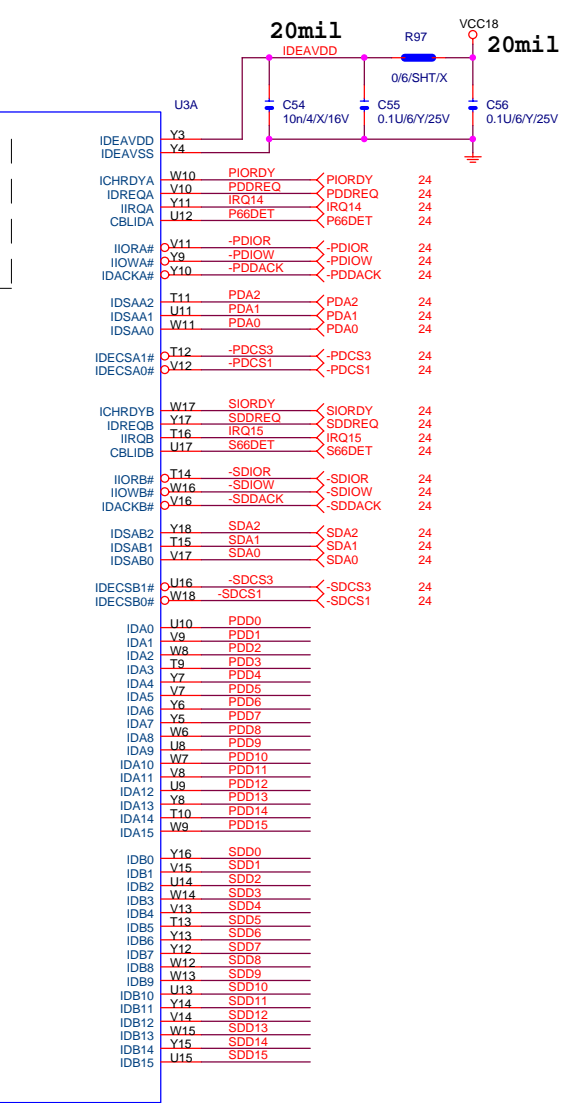 VCC18
20mil R97 20mil
IDEAVDD
0/6/SHT/X
U3A C54 C55 C56
10n/4/X/16V 0.1U/6/Y/25V 0.1U/6/Y/25V
IDEAVDD Y3
IDEAVSS Y4
ICHRDYA W10 PIORDY PIORDY 24
IDREQA V10 PDDREQ PDDREQ 24
IIRQA Y11 IRQ14 IRQ14 24
CBLIDA U12 P66DET P66DET 24
IIORA# V11 -PDIOR -PDIOR 24
IIOWA# Y9 -PDIOW -PDIOW 24
IDACKA# Y10 -PDDACK -PDDACK 24
IDSAA2 T11 PDA2 PDA2 24
IDSAA1 U11 PDA1 PDA1 24
IDSAA0 W11 PDA0 PDA0 24
IDECSA1# T12 -PDCS3 -PDCS3 24
IDECSA0# V12 -PDCS1 -PDCS1 24
ICHRDYB W17 SIORDY SIORDY 24
IDREQB Y17 SDDREQ SDDREQ 24
IIRQB T16 IRQ15 IRQ15 24
CBLIDB U17 S66DET S66DET 24
IIORB# T14 -SDIOR -SDIOR 24
IIOWB# W16 -SDIOW -SDIOW 24
IDACKB# V16 -SDDACK -SDDACK 24
IDSAB2 Y18 SDA2 SDA2 24
IDSAB1 T15 SDA1 SDA1 24
IDSAB0 V17 SDA0 SDA0 24
IDECSB1# U16 -SDCS3 -SDCS3 24
IDECSB0# W18 -SDCS1 -SDCS1 24
IDA0 U10 PDD0
IDA1 V9 PDD1
IDA2 W8 PDD2
IDA3 T9 PDD3
IDA4 Y7 PDD4
IDA5 V7 PDD5
IDA6 Y6 PDD6
IDA7 Y5 PDD7
IDA8 W6 PDD8
IDA9 U8 PDD9
IDA10 W7 PDD10
IDA11 V8 PDD11
IDA12 U9 PDD12
IDA13 Y8 PDD13
IDA14 T10 PDD14
IDA15 W9 PDD15
IDB0 Y16 SDD0
IDB1 V15 SDD1
IDB2 U14 SDD2
IDB3 W14 SDD3
IDB4 V13 SDD4
IDB5 T13 SDD5
IDB6 Y13 SDD6
IDB7 Y12 SDD7
IDB8 W12 SDD8
IDB9 W13 SDD9
IDB10 U13 SDD10
IDB11 Y14 SDD11
IDB12 V14 SDD12
IDB13 W15 SDD13
IDB14 Y15 SDD14
IDB15 U15 SDD15